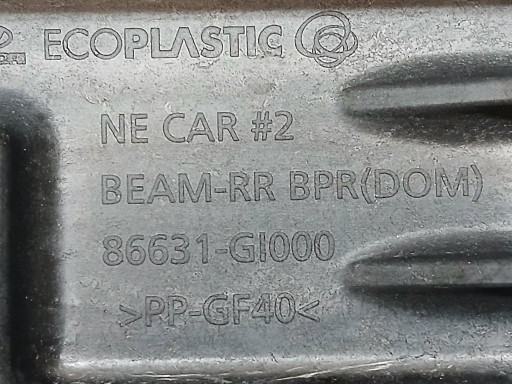 ECOPLASTIC
NE CAR #2
BEAM-RR BPR(DOM)
86631-GI000
>PP-GF40<